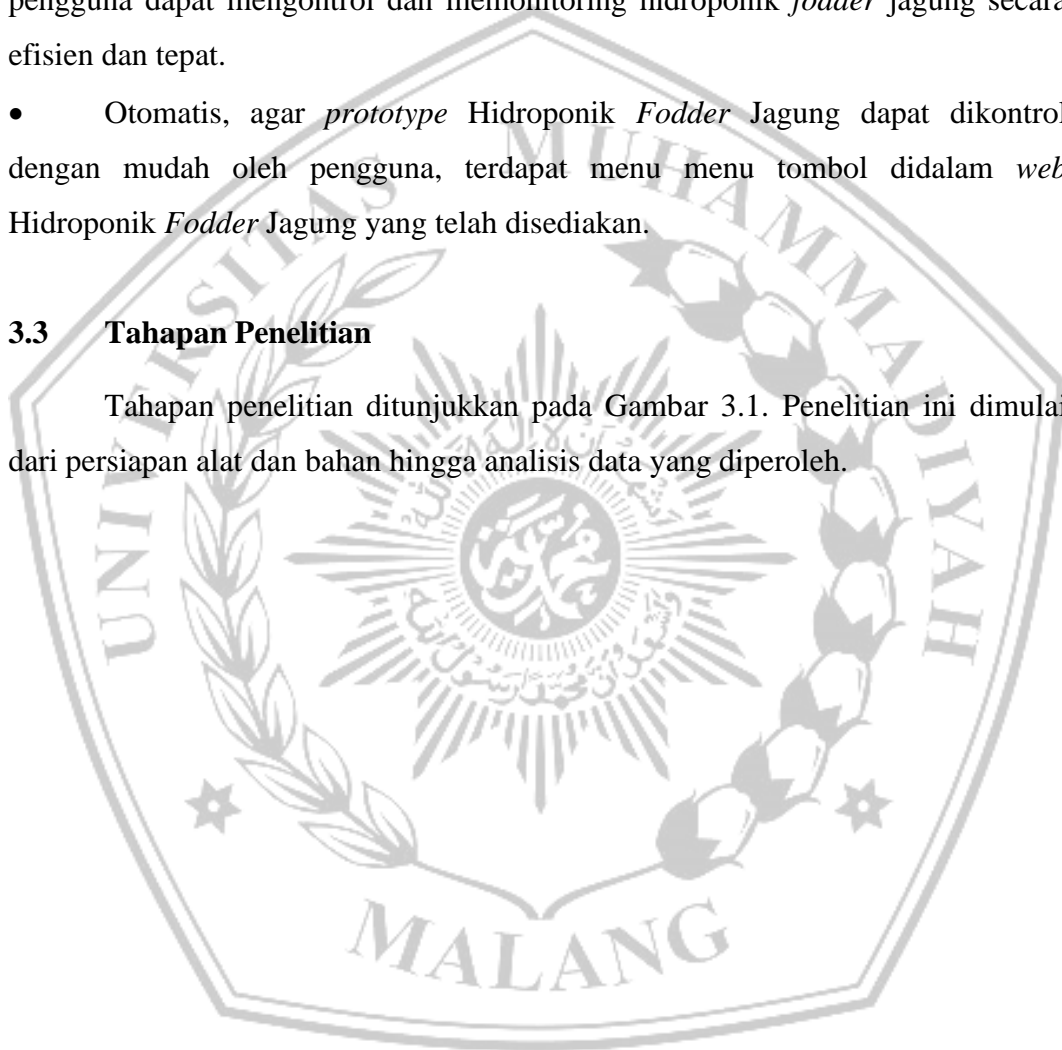 pengguna dapat mengontrol dan memonitoring hidroponik fodder jagung secara
efisien dan tepat.
• Otomatis, agar prototype Hidroponik Fodder Jagung dapat dikontrol
dengan mudah oleh pengguna, terdapat menu menu tombol didalam web
Hidroponik Fodder Jagung yang telah disediakan.
3.3 Tahapan Penelitian
Tahapan penelitian ditunjukkan pada Gambar 3.1. Penelitian ini dimulai
dari persiapan alat dan bahan hingga analisis data yang diperoleh.
UNIVERSITAS MUHAMMADIYAH
MALANG